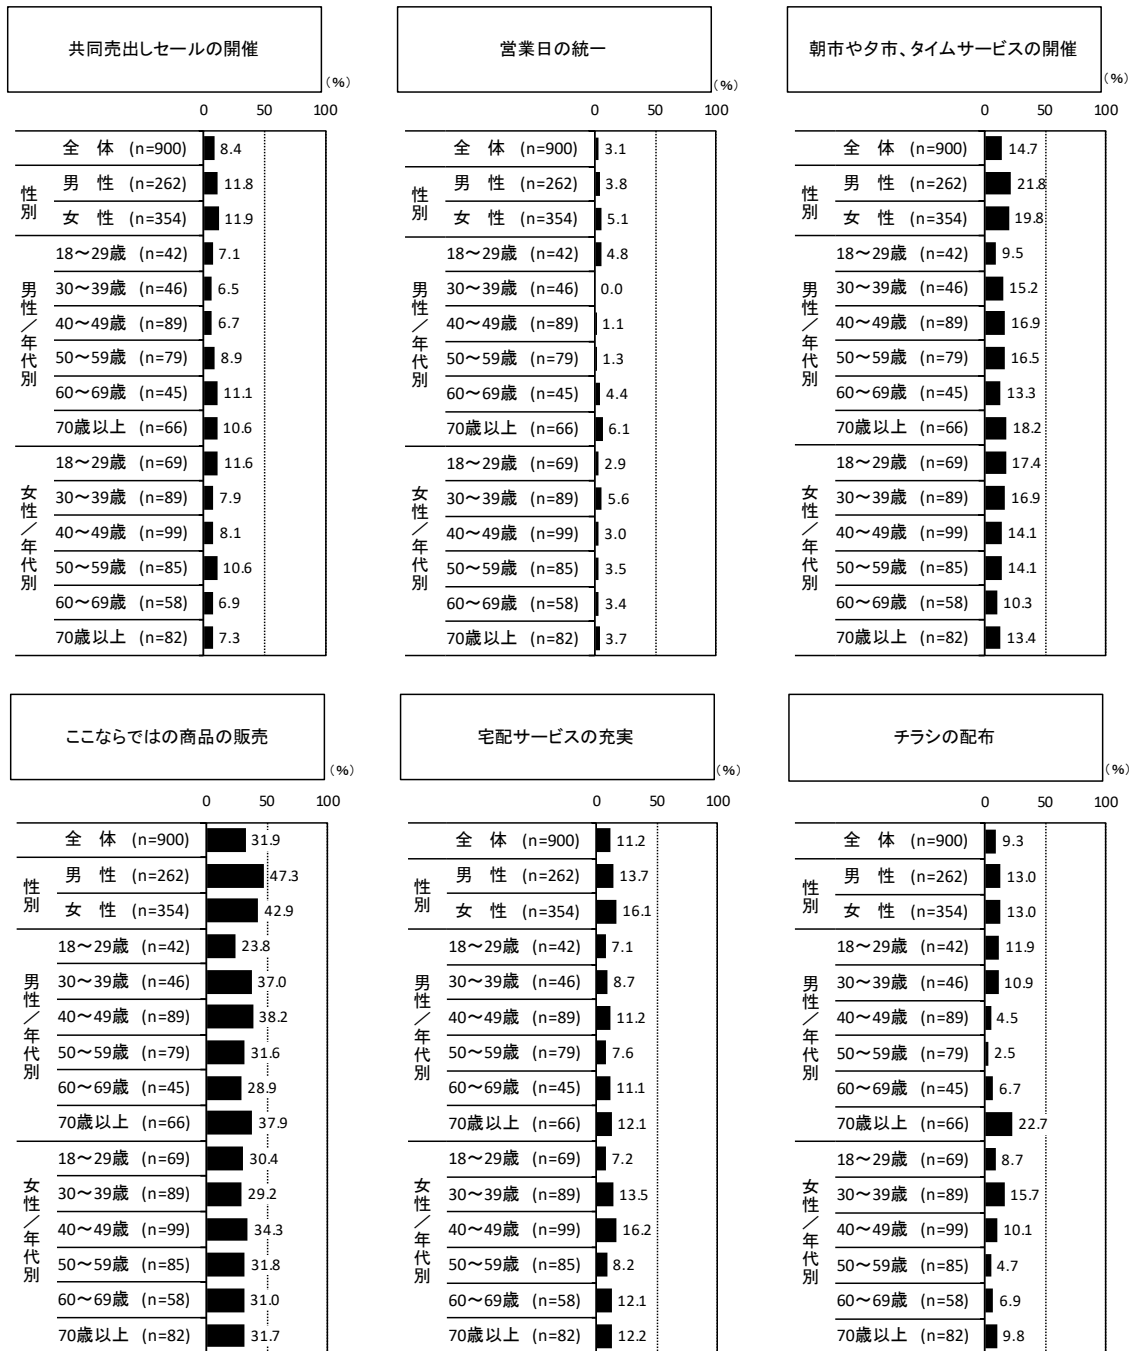 共同売出しセールの開催
(%)
0 50 100
全 体 (n=900) 8.4
性別
男 性 (n=262) 11.8
女 性 (n=354) 11.9
男性／年代別
18～29歳 (n=42) 7.1
30～39歳 (n=46) 6.5
40～49歳 (n=89) 6.7
50～59歳 (n=79) 8.9
60～69歳 (n=45) 11.1
70歳以上 (n=66) 10.6
女性／年代別
18～29歳 (n=69) 11.6
30～39歳 (n=89) 7.9
40～49歳 (n=99) 8.1
50～59歳 (n=85) 10.6
60～69歳 (n=58) 6.9
70歳以上 (n=82) 7.3
営業日の統一
(%)
0 50 100
全 体 (n=900) 3.1
性別
男 性 (n=262) 3.8
女 性 (n=354) 5.1
男性／年代別
18～29歳 (n=42) 4.8
30～39歳 (n=46) 0.0
40～49歳 (n=89) 1.1
50～59歳 (n=79) 1.3
60～69歳 (n=45) 4.4
70歳以上 (n=66) 6.1
女性／年代別
18～29歳 (n=69) 2.9
30～39歳 (n=89) 5.6
40～49歳 (n=99) 3.0
50～59歳 (n=85) 3.5
60～69歳 (n=58) 3.4
70歳以上 (n=82) 3.7
朝市や夕市、タイムサービスの開催
(%)
0 50 100
全 体 (n=900) 14.7
性別
男 性 (n=262) 21.8
女 性 (n=354) 19.8
男性／年代別
18～29歳 (n=42) 9.5
30～39歳 (n=46) 15.2
40～49歳 (n=89) 16.9
50～59歳 (n=79) 16.5
60～69歳 (n=45) 13.3
70歳以上 (n=66) 18.2
女性／年代別
18～29歳 (n=69) 17.4
30～39歳 (n=89) 16.9
40～49歳 (n=99) 14.1
50～59歳 (n=85) 14.1
60～69歳 (n=58) 10.3
70歳以上 (n=82) 13.4
ここならではの商品の販売
(%)
0 50 100
全 体 (n=900) 31.9
性別
男 性 (n=262) 47.3
女 性 (n=354) 42.9
男性／年代別
18～29歳 (n=42) 23.8
30～39歳 (n=46) 37.0
40～49歳 (n=89) 38.2
50～59歳 (n=79) 31.6
60～69歳 (n=45) 28.9
70歳以上 (n=66) 37.9
女性／年代別
18～29歳 (n=69) 30.4
30～39歳 (n=89) 29.2
40～49歳 (n=99) 34.3
50～59歳 (n=85) 31.8
60～69歳 (n=58) 31.0
70歳以上 (n=82) 31.7
宅配サービスの充実
(%)
0 50 100
全 体 (n=900) 11.2
性別
男 性 (n=262) 13.7
女 性 (n=354) 16.1
男性／年代別
18～29歳 (n=42) 7.1
30～39歳 (n=46) 8.7
40～49歳 (n=89) 11.2
50～59歳 (n=79) 7.6
60～69歳 (n=45) 11.1
70歳以上 (n=66) 12.1
女性／年代別
18～29歳 (n=69) 7.2
30～39歳 (n=89) 13.5
40～49歳 (n=99) 16.2
50～59歳 (n=85) 8.2
60～69歳 (n=58) 12.1
70歳以上 (n=82) 12.2
チラシの配布
(%)
0 50 100
全 体 (n=900) 9.3
性別
男 性 (n=262) 13.0
女 性 (n=354) 13.0
男性／年代別
18～29歳 (n=42) 11.9
30～39歳 (n=46) 10.9
40～49歳 (n=89) 4.5
50～59歳 (n=79) 2.5
60～69歳 (n=45) 6.7
70歳以上 (n=66) 22.7
女性／年代別
18～29歳 (n=69) 8.7
30～39歳 (n=89) 15.7
40～49歳 (n=99) 10.1
50～59歳 (n=85) 4.7
60～69歳 (n=58) 6.9
70歳以上 (n=82) 9.8